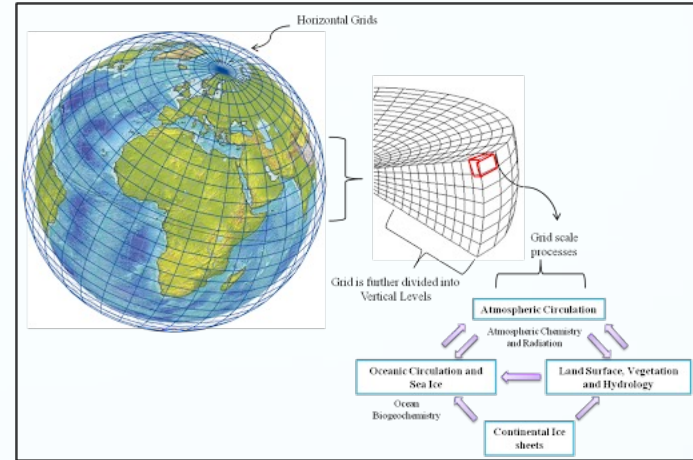 Horizontal Grids
Grid scale
processes
Grid is further divided into
Vertical Levels
Atmospheric Circulation
Atmospheric Chemistry
and Radiation
Oceanic Circulation and
Sea Ice
Land Surface, Vegetation
and Hydrology
Ocean
Biogeochemistry
Continental Ice
sheets